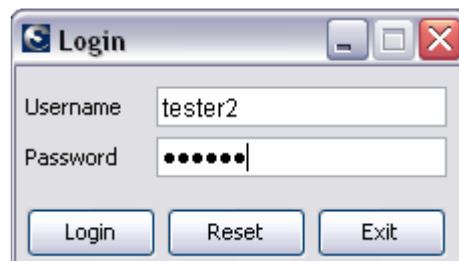 Login
Username tester2
Password ••••••
Login Reset Exit